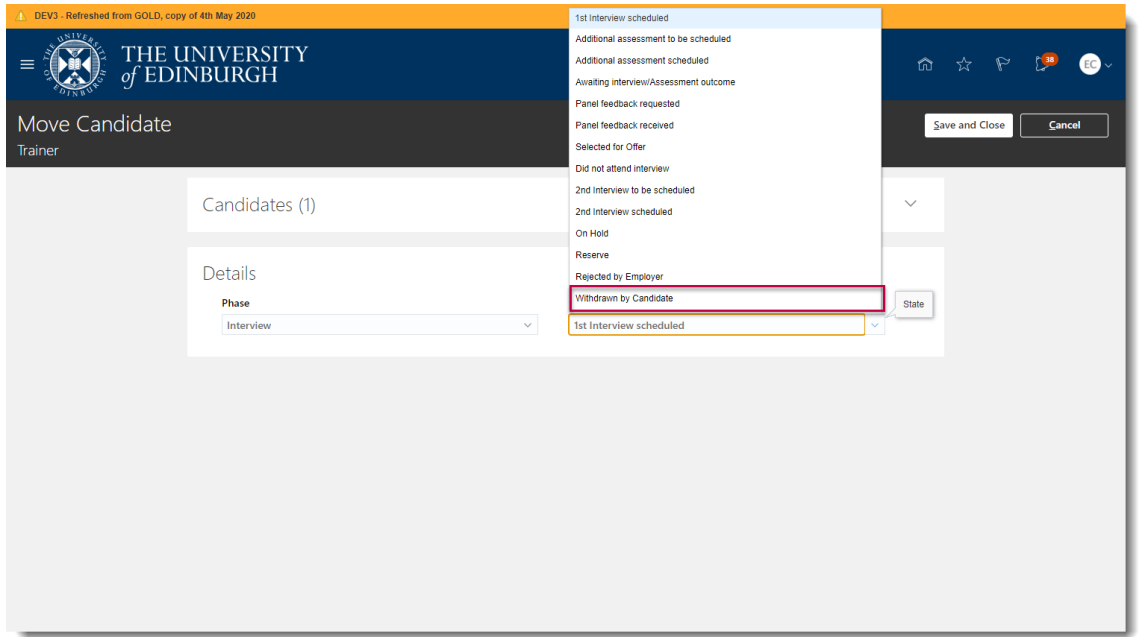 DEV3 - Refreshed from GOLD, copy of 4th May 2020
THE UNIVERSITY
of EDINBURGH
THE UNIVERSITY
OF EDINBURGH
38
EC
Move Candidate
Trainer
Save and Close
Cancel
Candidates (1)
Details
Phase
Interview
1st Interview scheduled
Additional assessment to be scheduled
Additional assessment scheduled
Awaiting interview/Assessment outcome
Panel feedback requested
Panel feedback received
Selected for Offer
Did not attend interview
2nd Interview to be scheduled
2nd Interview scheduled
On Hold
Reserve
Rejected by Employer
Withdrawn by Candidate
State
1st Interview scheduled